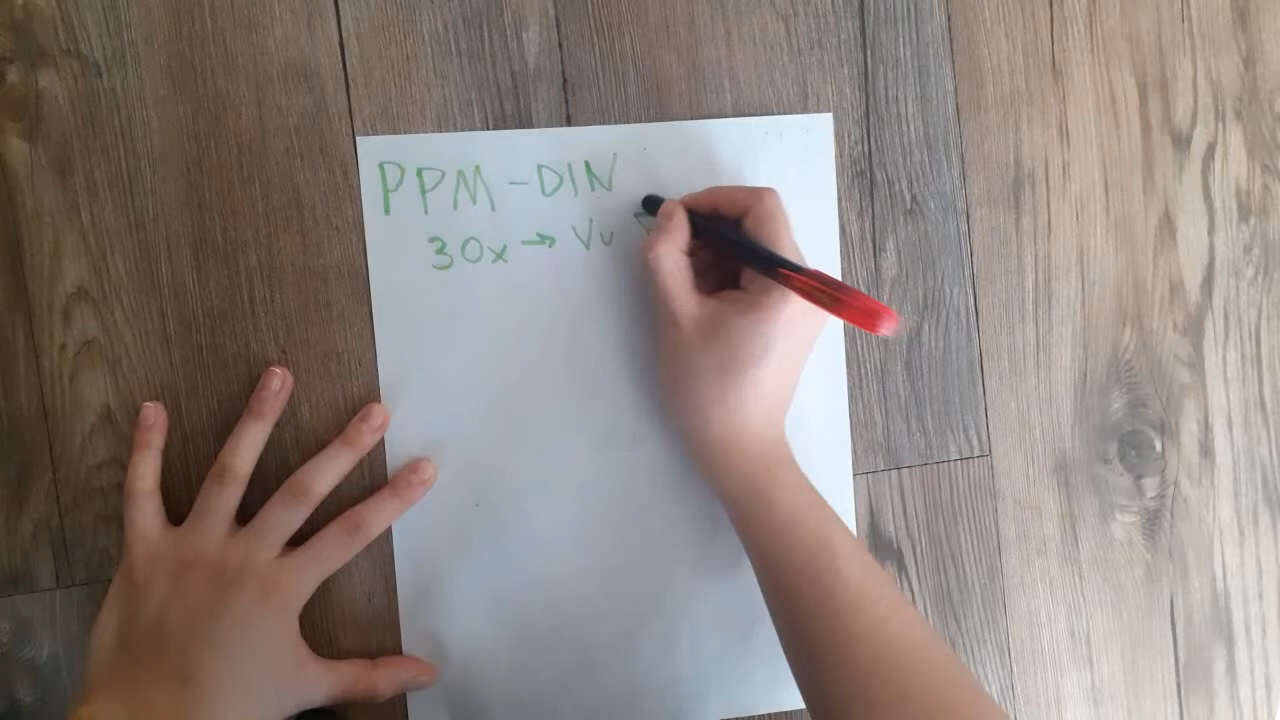 PPM-DIN
30x → Vu